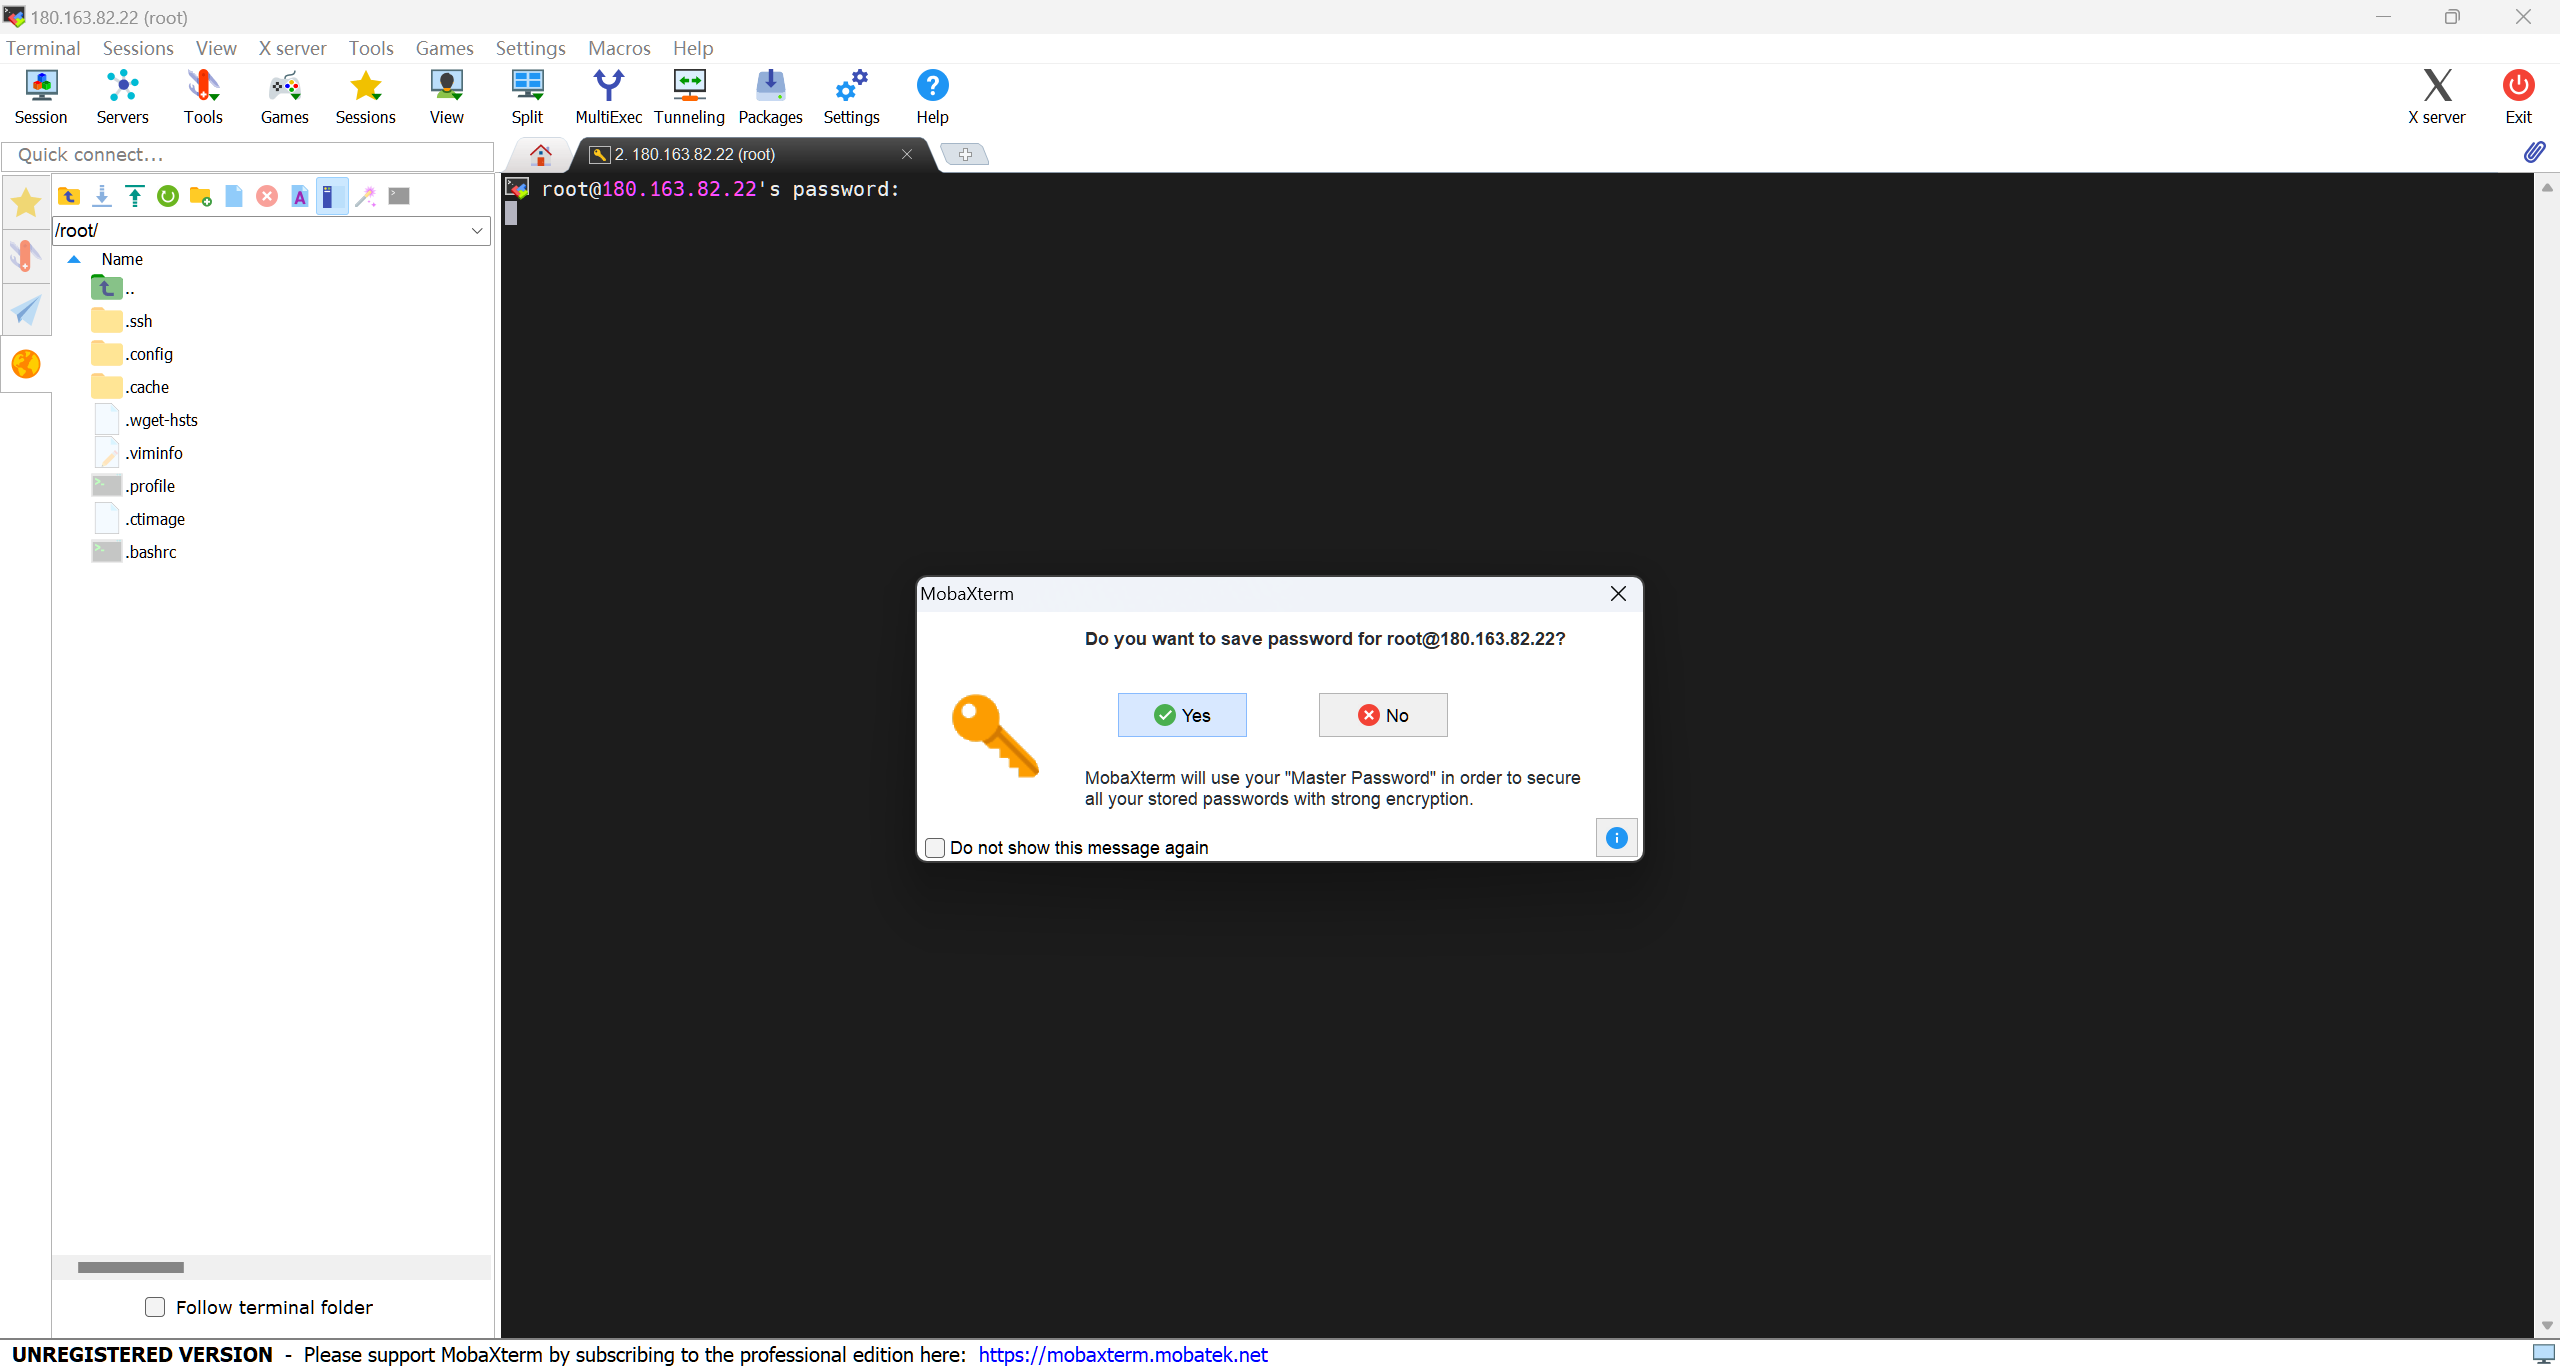 180.163.82.22 (root)
Terminal Sessions View X server Tools Games Settings Macros Help
Session Servers Tools Games Sessions View Split MultiExec Tunneling Packages Settings Help X server Exit
Quick connect...
2. 180.163.82.22 (root)
/root/
Name
..
.ssh
.config
.cache
.wget-hsts
.viminfo
.profile
.ctimage
.bashrc
Follow terminal folder
root@180.163.82.22's password:
MobaXterm
Do you want to save password for root@180.163.82.22?
Yes No
MobaXterm will use your "Master Password" in order to secure
all your stored passwords with strong encryption.
Do not show this message again
UNREGISTERED VERSION - Please support MobaXterm by subscribing to the professional edition here: https://mobaxterm.mobatek.net